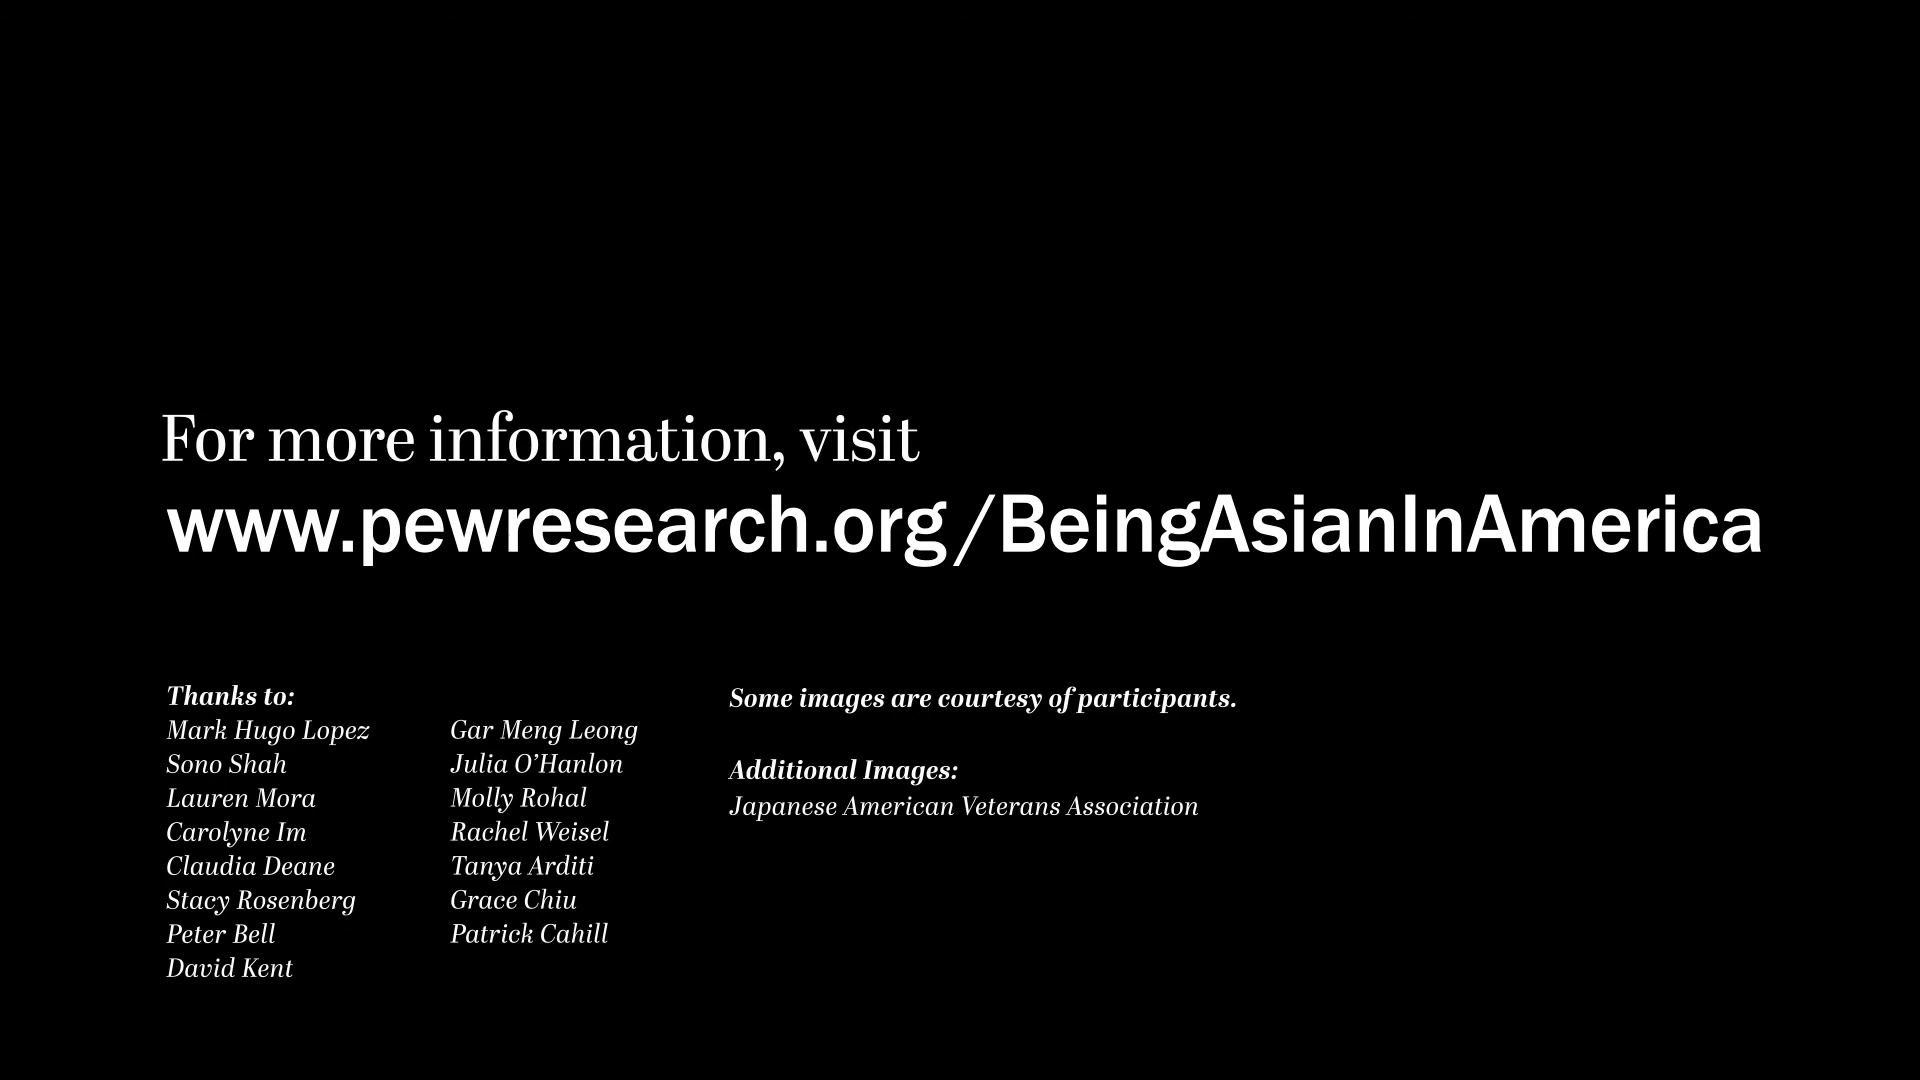 For more information, visit
www.pewresearch.org/BeingAsianInAmerica
Thanks to:
Mark Hugo Lopez
Sono Shah
Lauren Mora
Carolyne Im
Claudia Deane
Stacy Rosenberg
Peter Bell
David Kent
Gar Meng Leong
Julia O’Hanlon
Molly Rohal
Rachel Weisel
Tanya Arditi
Grace Chiu
Patrick Cahill
Some images are courtesy of participants.
Additional Images:
Japanese American Veterans Association